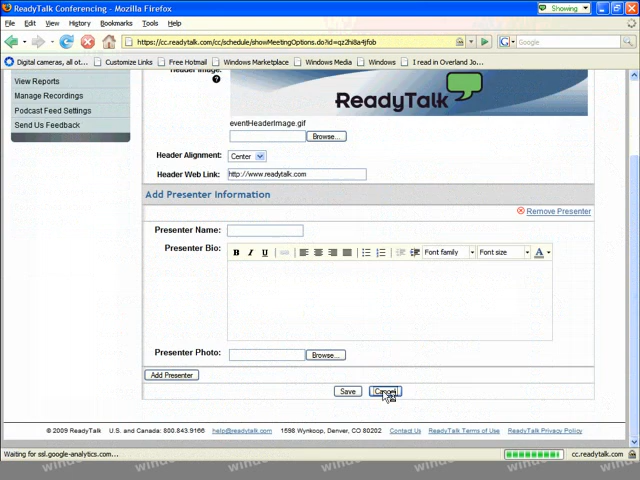 ReadyTalk Conferencing - Mozilla Firefox
Showing
File Edit View History Bookmarks Tools Help
https://cc.readytalk.com/cc/schedule/showMeetingOptions.do?id=qz2hi8a4jfob
Google
Digital cameras, all ot... Customize Links Free Hotmail Windows Marketplace Windows Media Windows I read in Overland Jo...
View Reports
Manage Recordings
Podcast Feed Settings
Send Us Feedback
Header Image:
ReadyTalk
eventHeaderImage.gif
Browse...
Header Alignment: Center
Header Web Link: http://www.readytalk.com
Add Presenter Information
Remove Presenter
Presenter Name:
Presenter Bio:
B I U Font family Font size A
Presenter Photo: Browse...
Add Presenter
Save Cancel
© 2009 ReadyTalk U.S. and Canada: 800.843.9166 help@readytalk.com 1598 Wynkoop, Denver, CO 80202 Contact Us ReadyTalk Terms of Use ReadyTalk Privacy Policy
Waiting for ssl.google-analytics.com...
cc.readytalk.com